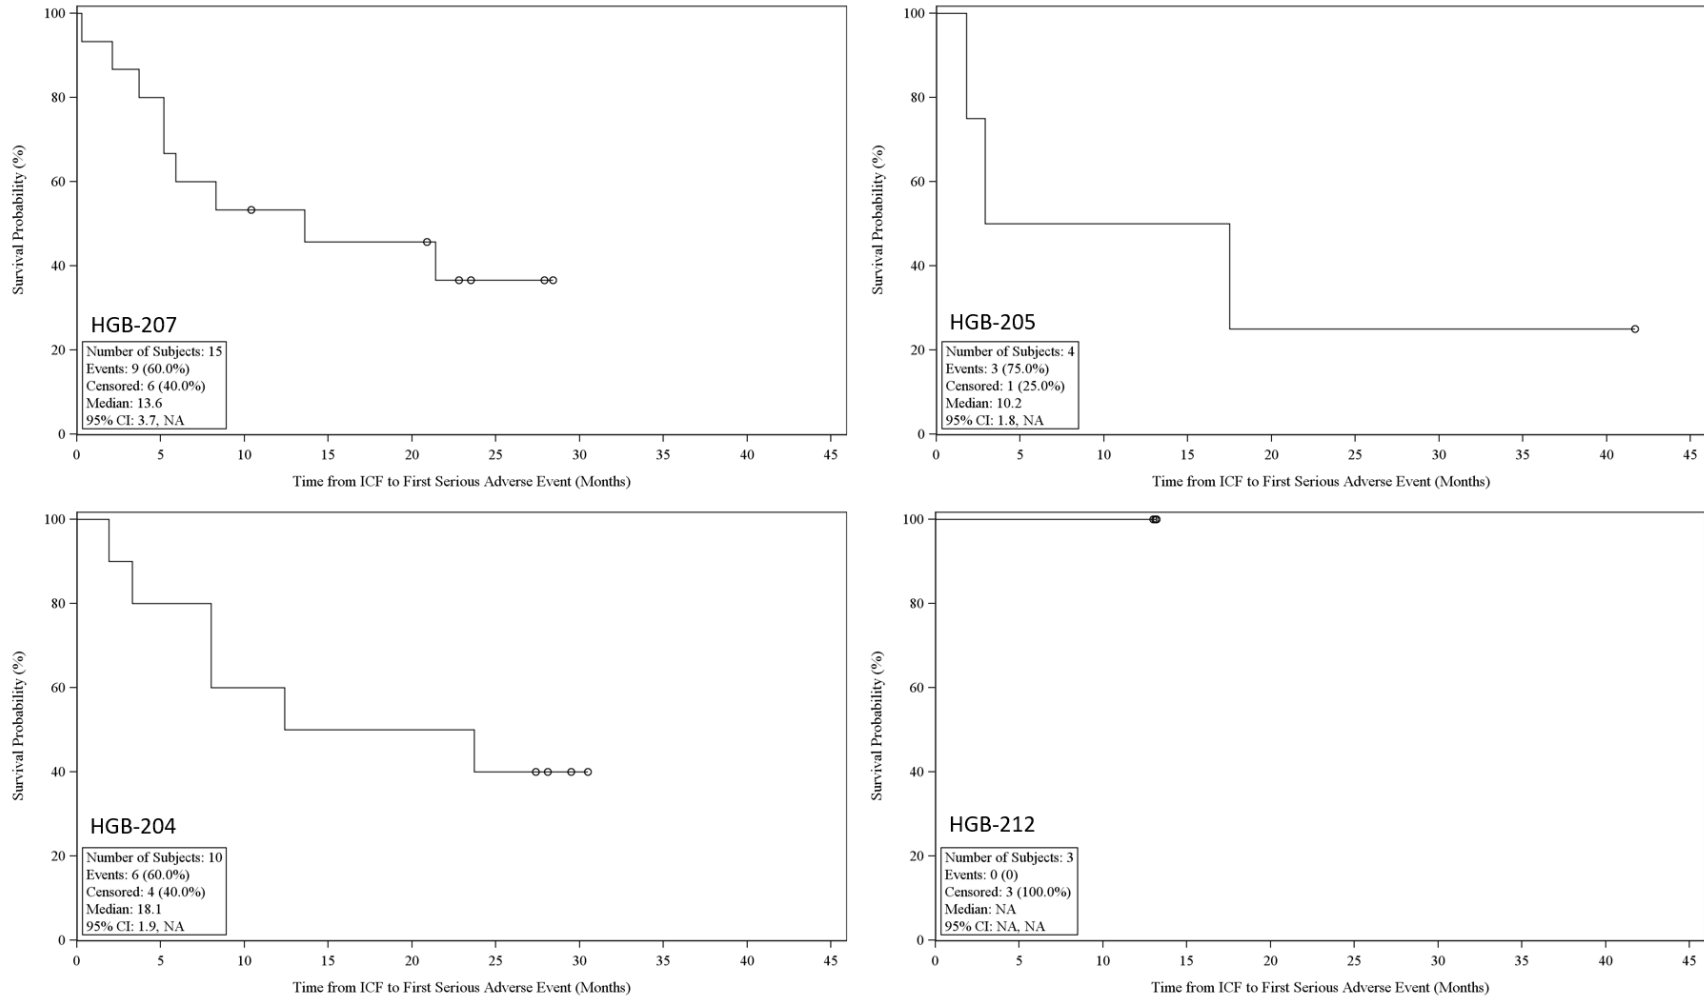 100
80
60
40
20
0
Survival Probability (%)
HGB-207
Number of Subjects: 15
Events: 9 (60.0%)
Censored: 6 (40.0%)
Median: 13.6
95% CI: 3.7, NA
0 5 10 15 20 25 30 35 40 45
Time from ICF to First Serious Adverse Event (Months)
100
80
60
40
20
0
Survival Probability (%)
HGB-205
Number of Subjects: 4
Events: 3 (75.0%)
Censored: 1 (25.0%)
Median: 10.2
95% CI: 1.8, NA
0 5 10 15 20 25 30 35 40 45
Time from ICF to First Serious Adverse Event (Months)
100
80
60
40
20
0
Survival Probability (%)
HGB-204
Number of Subjects: 10
Events: 6 (60.0%)
Censored: 4 (40.0%)
Median: 18.1
95% CI: 1.9, NA
0 5 10 15 20 25 30 35 40 45
Time from ICF to First Serious Adverse Event (Months)
100
80
60
40
20
0
Survival Probability (%)
HGB-212
Number of Subjects: 3
Events: 0 (0)
Censored: 3 (100.0%)
Median: NA
95% CI: NA, NA
0 5 10 15 20 25 30 35 40 45
Time from ICF to First Serious Adverse Event (Months)